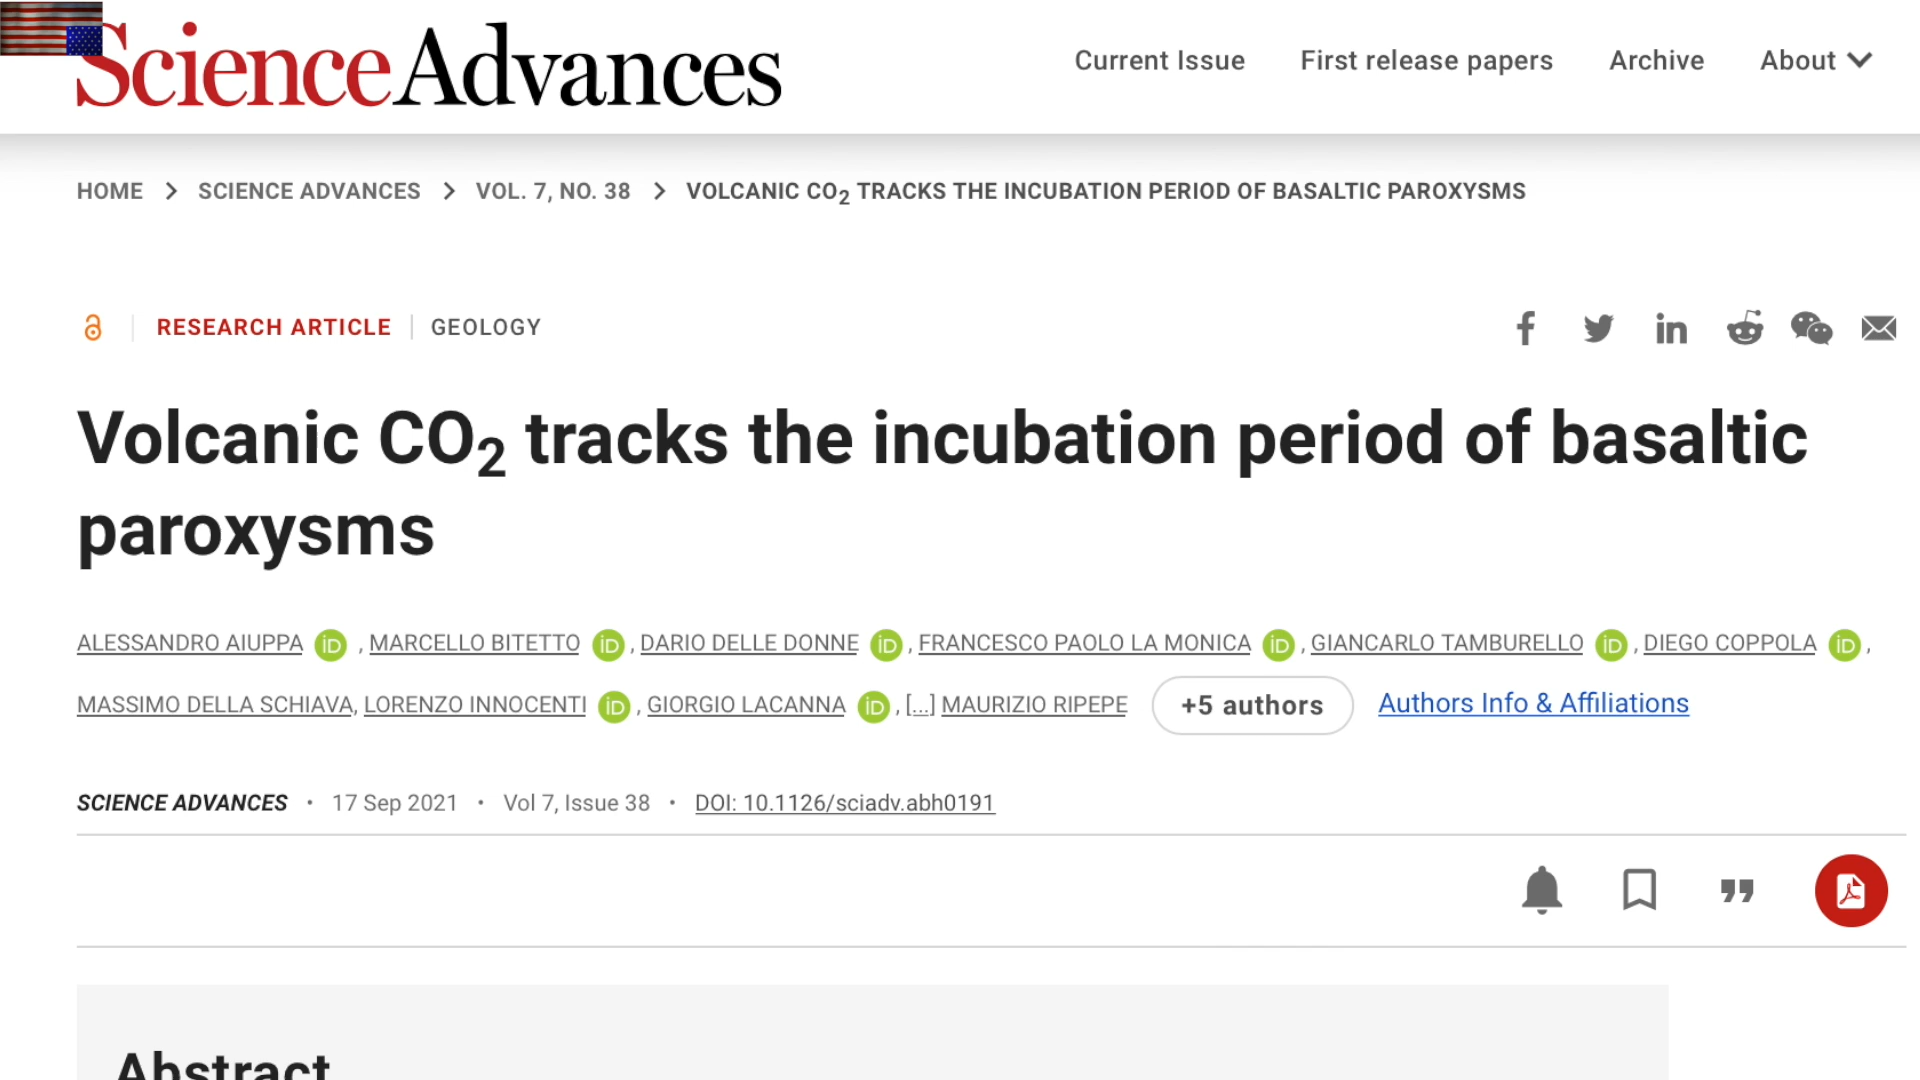 Science Advances
Current Issue First release papers Archive About
HOME > SCIENCE ADVANCES > VOL. 7, NO. 38 > VOLCANIC CO₂ TRACKS THE INCUBATION PERIOD OF BASALTIC PAROXYSMS
RESEARCH ARTICLE | GEOLOGY
Volcanic CO₂ tracks the incubation period of basaltic
paroxysms
ALESSANDRO AIUPPA iD , MARCELLO BITETTO iD , DARIO DELLE DONNE iD , FRANCESCO PAOLO LA MONICA iD , GIANCARLO TAMBURELLO iD , DIEGO COPPOLA iD ,
MASSIMO DELLA SCHIAVA, LORENZO INNOCENTI iD , GIORGIO LACANNA iD , [...] MAURIZIO RIPEPE +5 authors Authors Info & Affiliations
SCIENCE ADVANCES • 17 Sep 2021 • Vol 7, Issue 38 • DOI: 10.1126/sciadv.abh0191
Abstract